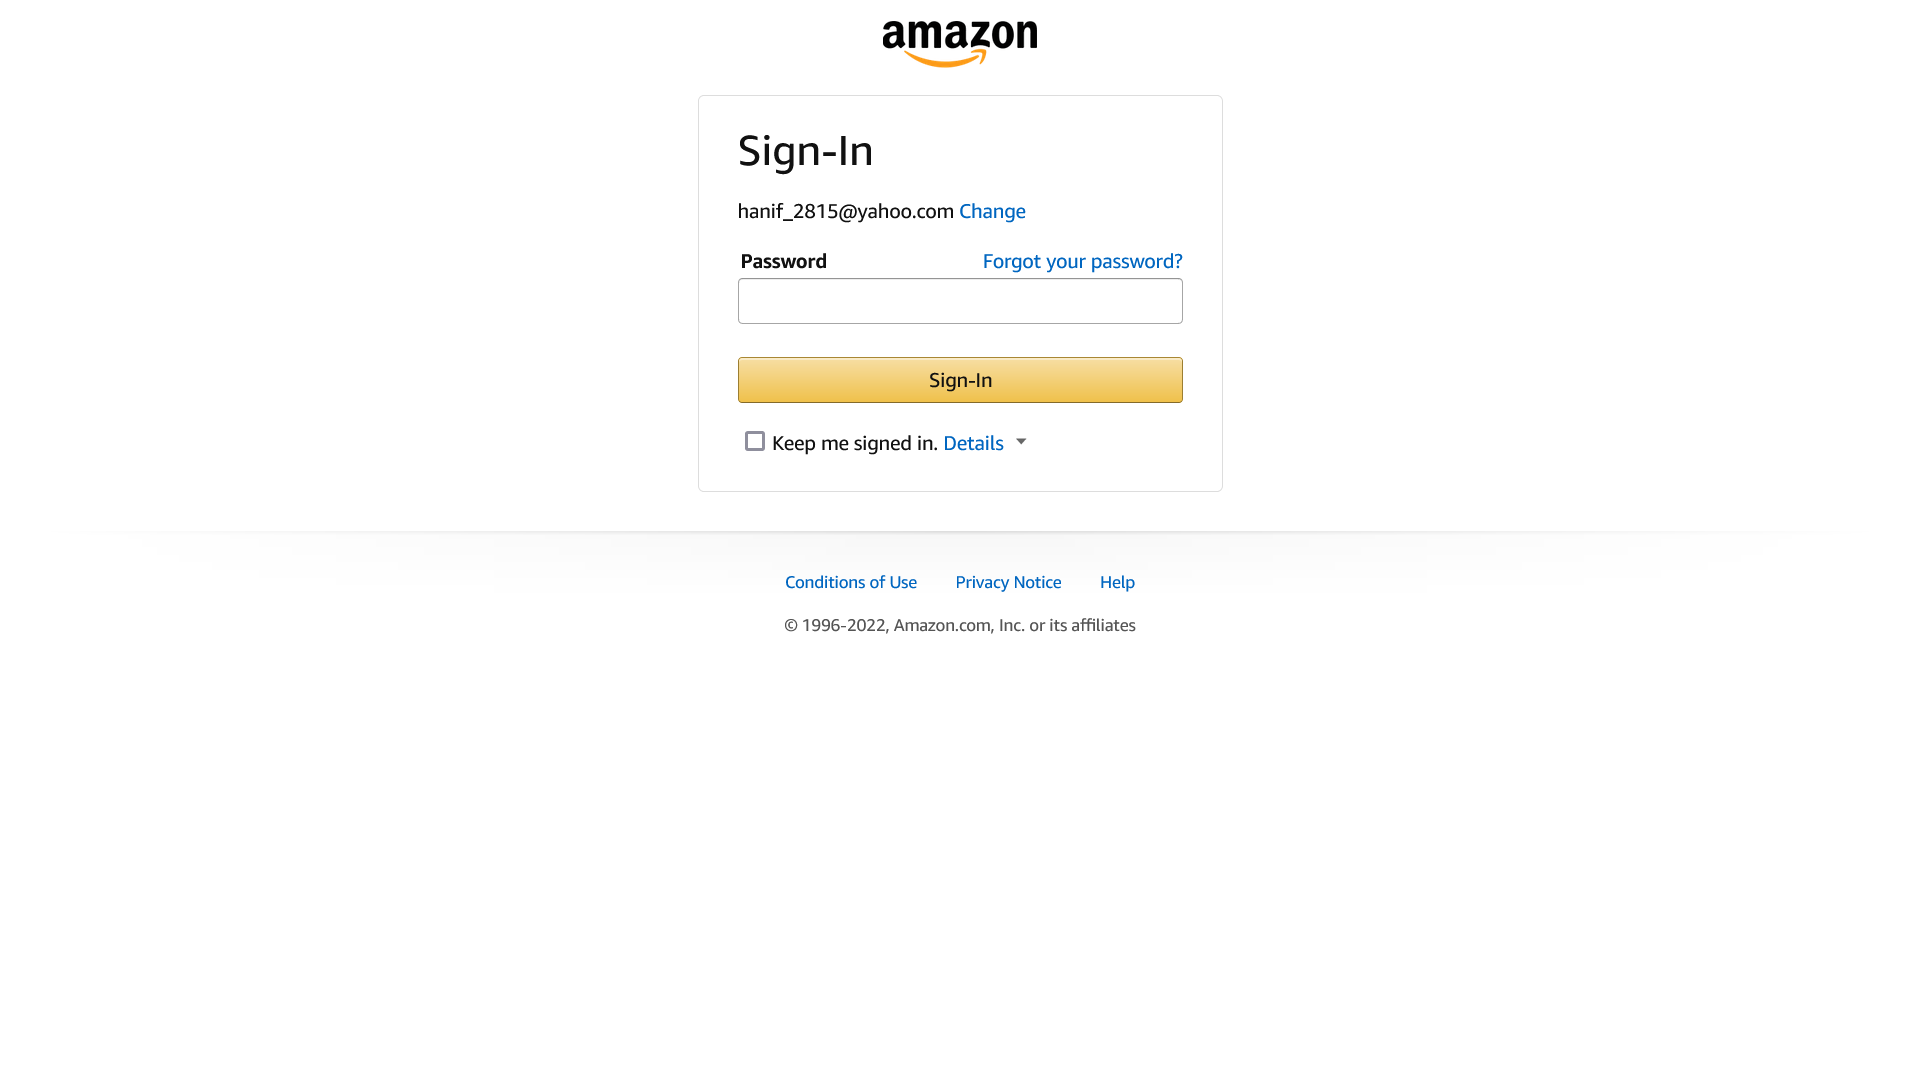 amazon
Sign-In
hanif_2815@yahoo.com Change
Password Forgot your password?
Sign-In
Keep me signed in. Details
Conditions of Use Privacy Notice Help
© 1996-2022, Amazon.com, Inc. or its affiliates